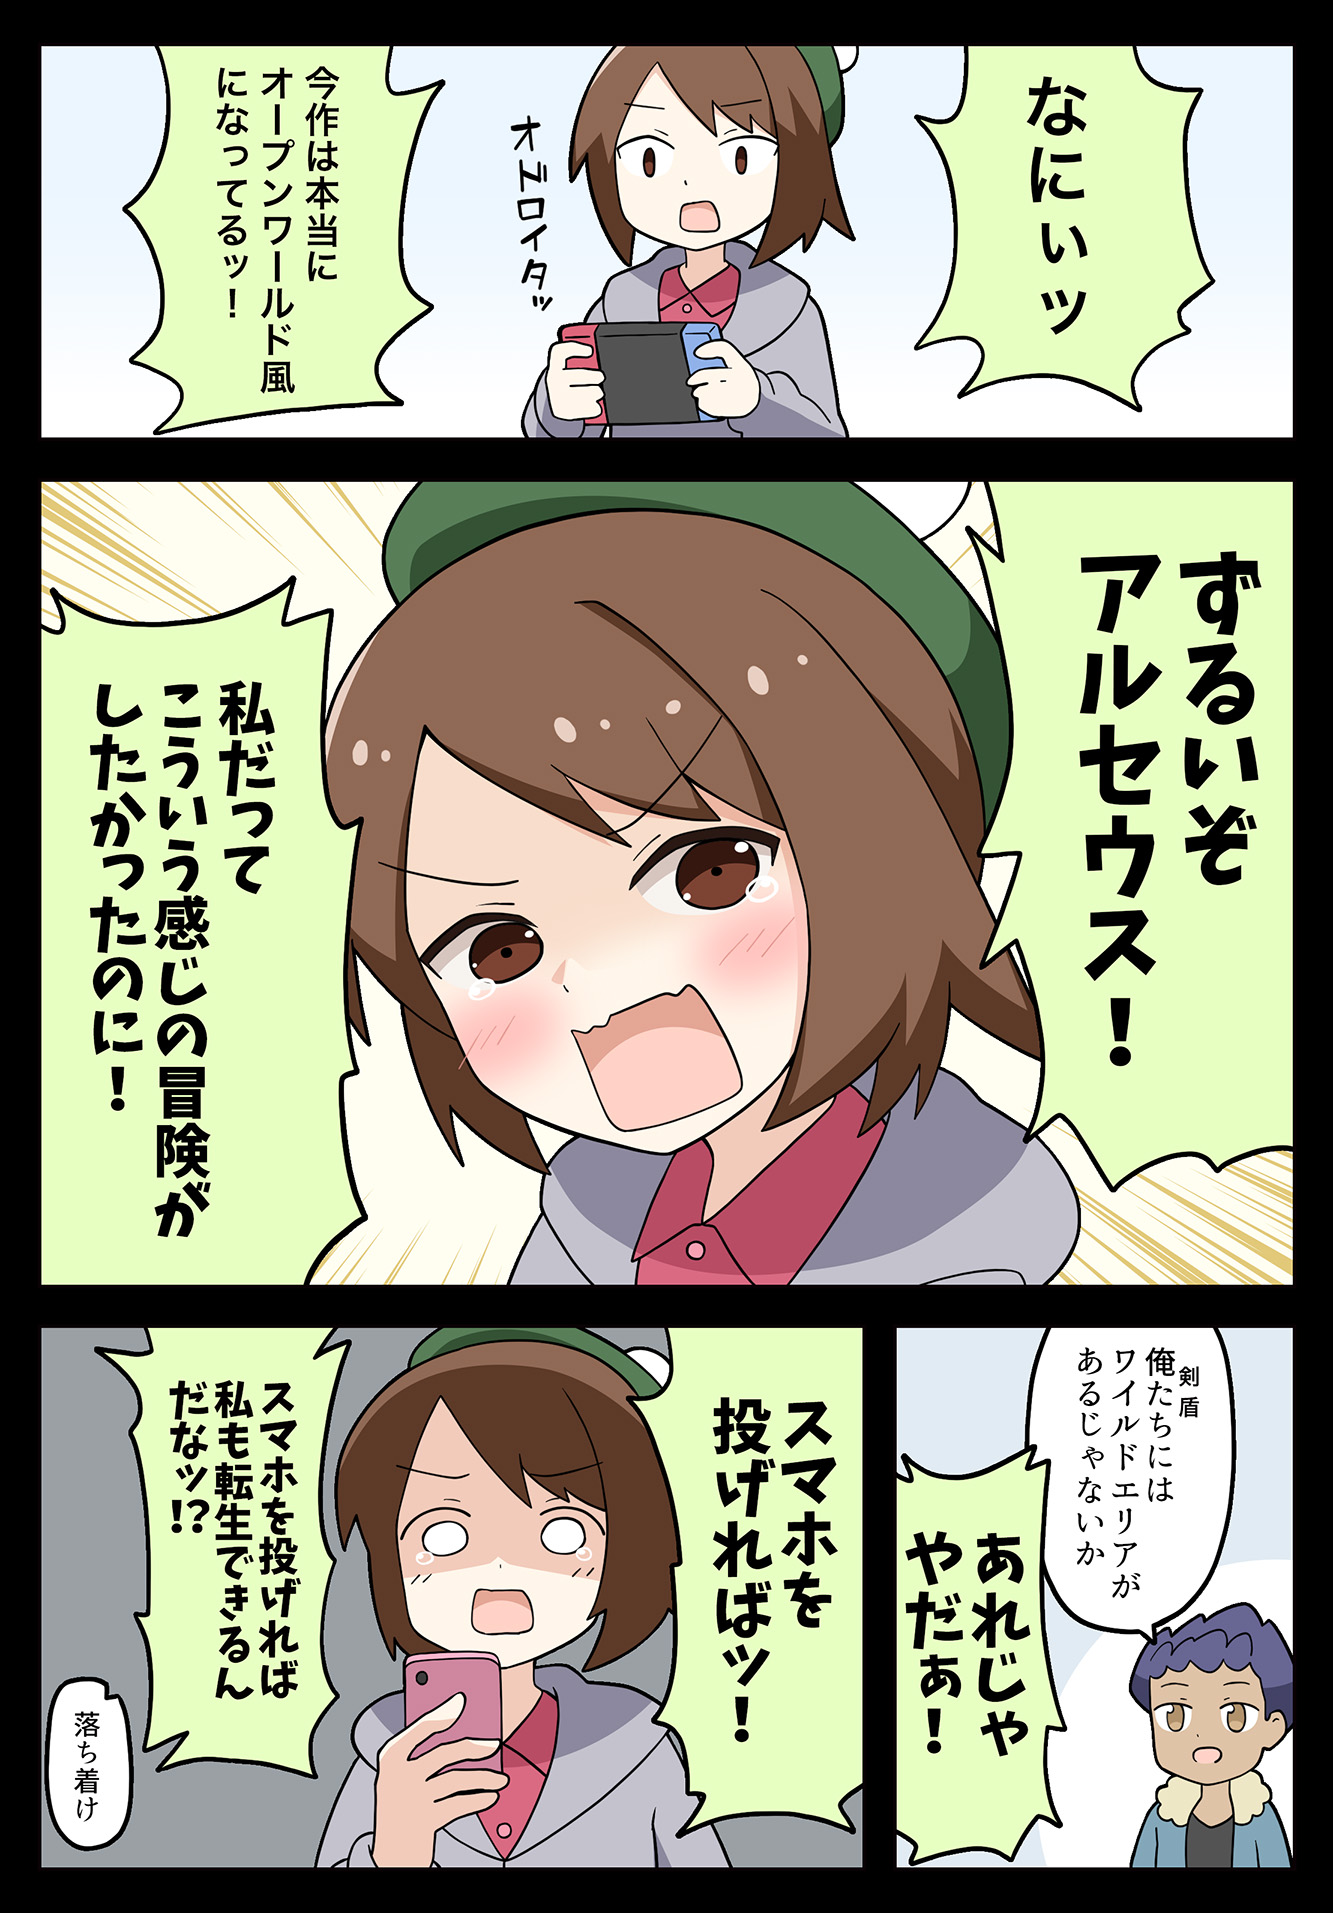 なにぃッ
オドロイタッ
今作は本当に
オープンワールド風
になってるッ！
ずるいぞ
アルセウス！
私だって
こういう感じの冒険が
したかったのに！
俺たちには
剣盾
ワイルドエリアが
あるじゃないか
あれじゃ
やだぁ！
スマホを
投げればッ！
スマホを投げれば
私も転生できるん
だなッ!?
落ち着け